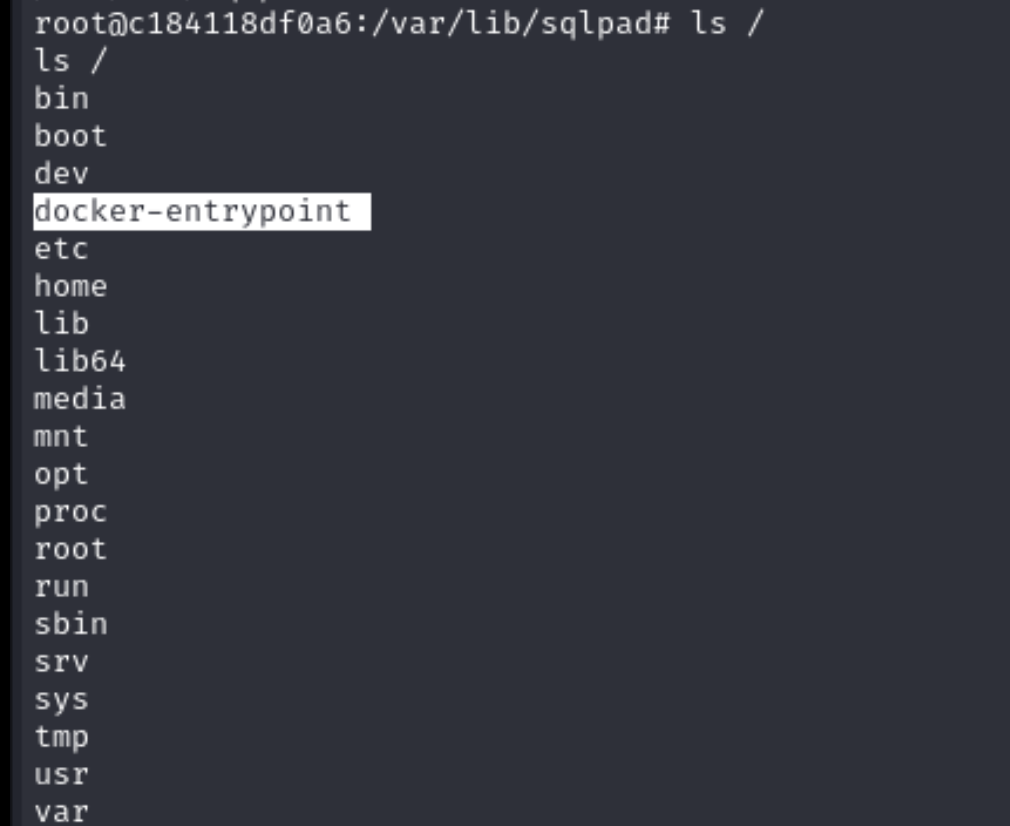 root@c184118df0a6:/var/lib/sqlpad# ls /
ls /
bin
boot
dev
docker-entrypoint
etc
home
lib
lib64
media
mnt
opt
proc
root
run
sbin
srv
sys
tmp
usr
var